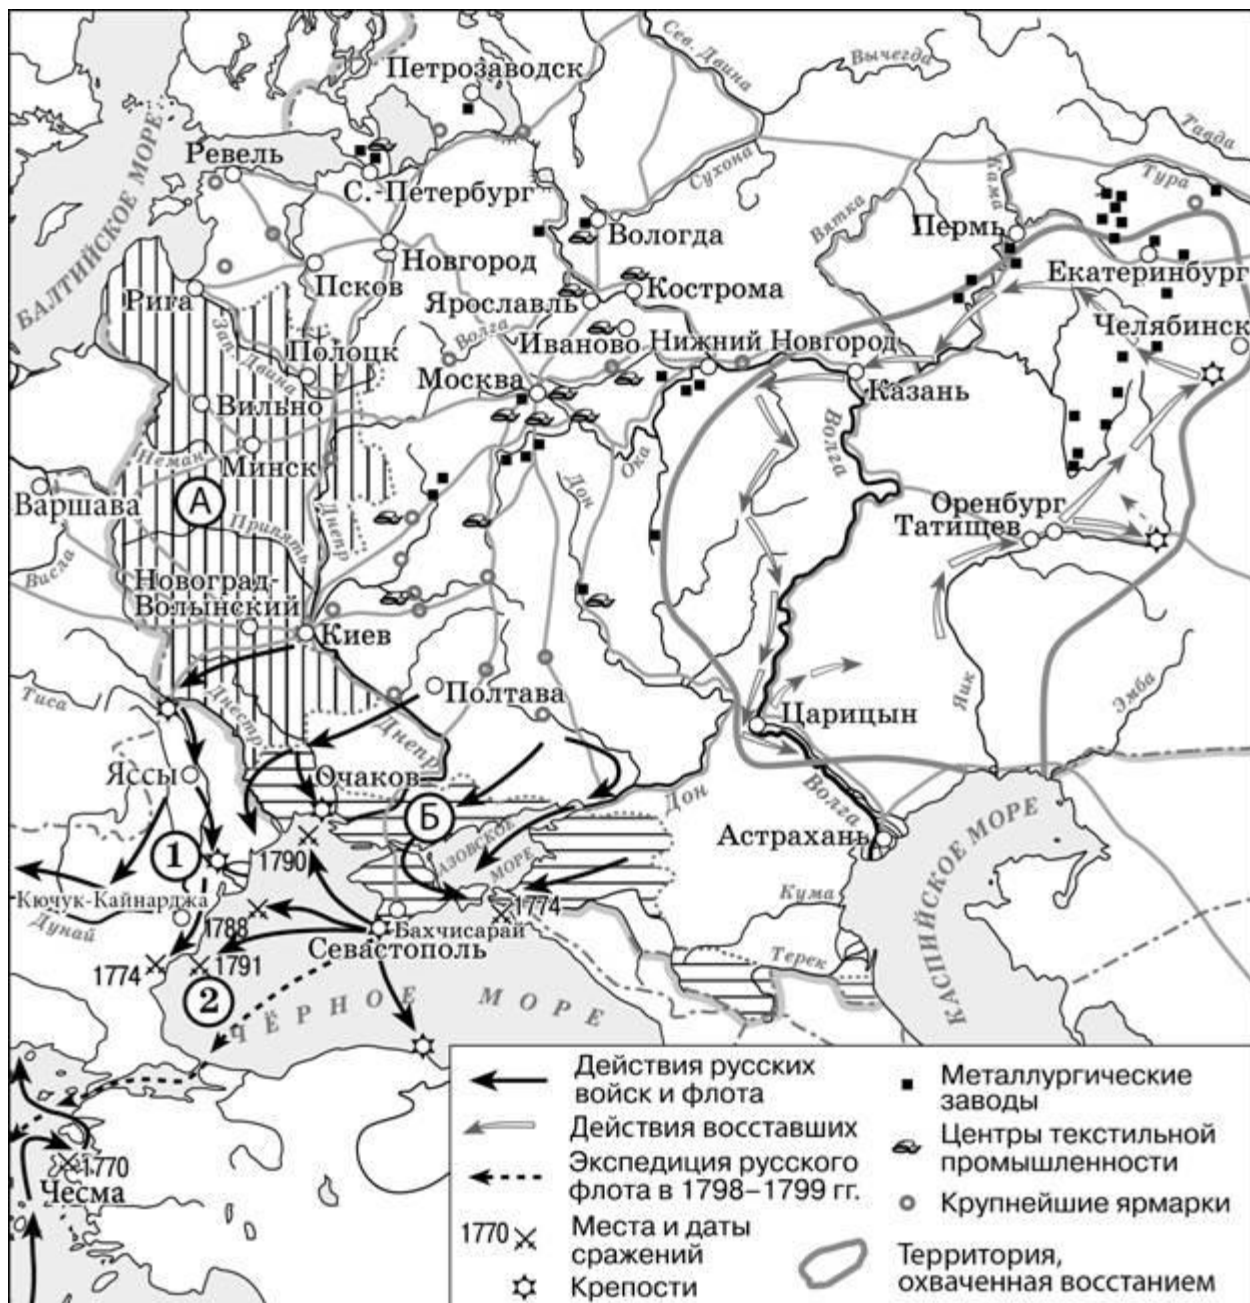 Петрозаводск
Сев. Двина
Вычегда
Тавда
БАЛТИЙСКОЕ МОРЕ
Ревель
С.-Петербург
Сухона
Кама
Тура
Вологда
Вятка
Пермь
Новгород
Псков
Екатеринбург
Рига
Ярославль
Кострома
Зап. Двина
Волга
Челябинск
Полоцк
Иваново
Нижний Новгород
Москва
Казань
Вильно
Волга
Неман
Минск
Ока
Дон
Варшава
А
Оренбург
Татищев
Припять
Днепр
Висла
Новоград-
Волынский
Киев
Полтава
Тиса
Днестр
Днепр
Царицын
Яик
Эмба
Яссы
Очаков
Дон
Волга
Б
1
АЗОВСКОЕ
МОРЕ
Астрахань
1790
КАСПИЙСКОЕ МОРЕ
Кючук-Кайнарджа
Дунай
1788
Бахчисарай
1774
Кума
Севастополь
1774
1791
Терек
2
ЧЁРНОЕ МОРЕ
1770
Чесма
Действия русских
войск и флота
Действия восставших
Экспедиция русского
флота в 1798–1799 гг.
1770
Места и даты
сражений
Крепости
Металлургические
заводы
Центры текстильной
промышленности
Крупнейшие ярмарки
Территория,
охваченная восстанием